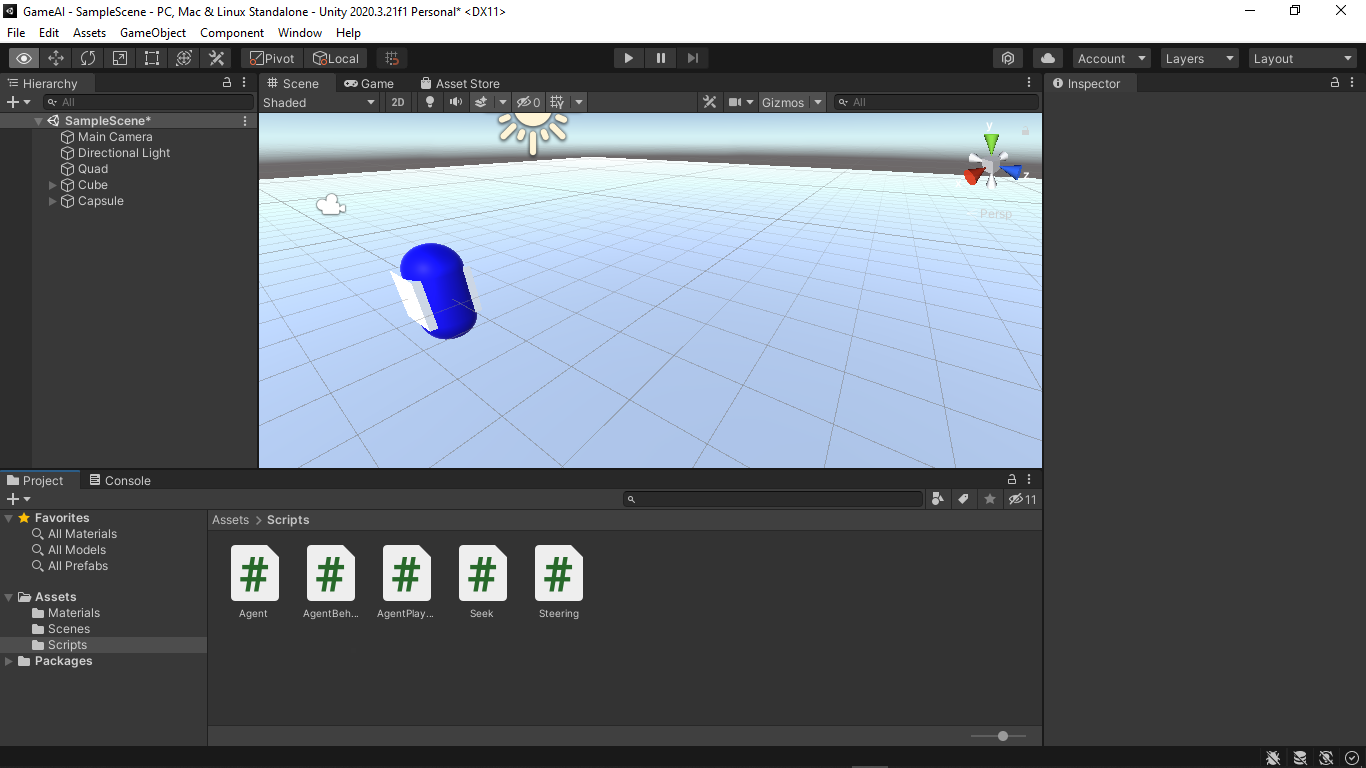 GameAI - SampleScene - PC, Mac & Linux Standalone - Unity 2020.3.21f1 Personal* <DX11>
File Edit Assets GameObject Component Window Help
Pivot Local Account Layers Layout
Hierarchy
All
SampleScene*
Main Camera
Directional Light
Quad
Cube
Capsule
Scene Game Asset Store
Shaded 2D 0 Gizmos All
y
z
Persp
Inspector
Project Console
11
Favorites
All Materials
All Models
All Prefabs
Assets
Materials
Scenes
Scripts
Packages
Assets > Scripts
# # # # #
Agent AgentBeh... AgentPlay... Seek Steering